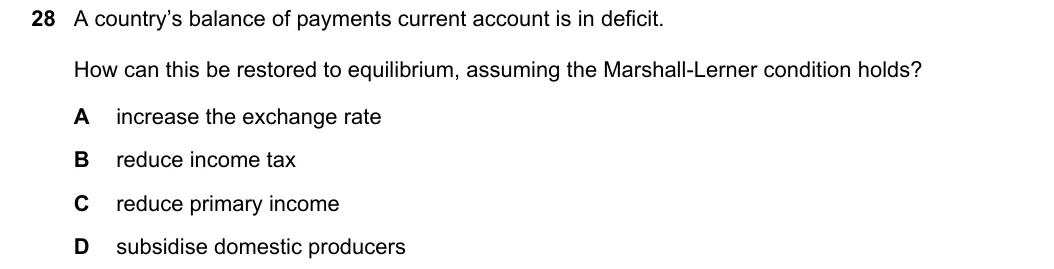 28 A country's balance of payments current account is in deficit.
How can this be restored to equilibrium, assuming the Marshall-Lerner condition holds?
A increase the exchange rate
B reduce income tax
C reduce primary income
D subsidise domestic producers